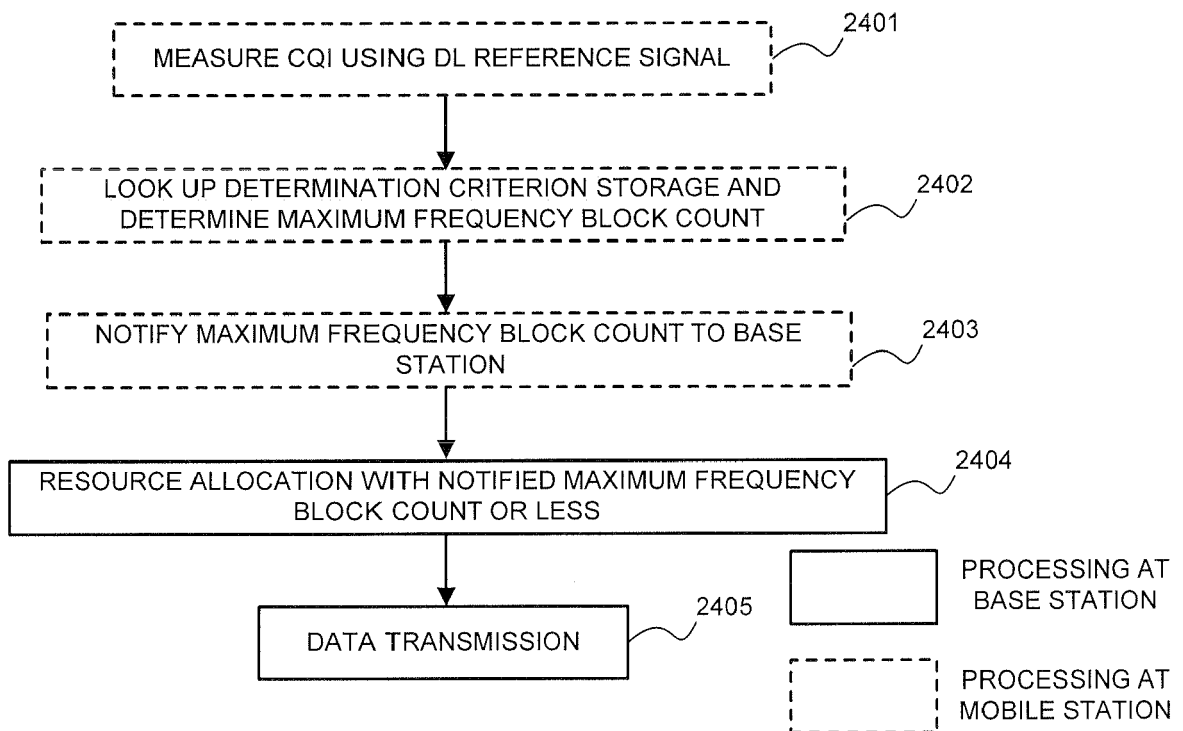 2401
MEASURE CQI USING DL REFERENCE SIGNAL
LOOK UP DETERMINATION CRITERION STORAGE AND
DETERMINE MAXIMUM FREQUENCY BLOCK COUNT
2402
NOTIFY MAXIMUM FREQUENCY BLOCK COUNT TO BASE
STATION
2403
RESOURCE ALLOCATION WITH NOTIFIED MAXIMUM FREQUENCY
BLOCK COUNT OR LESS
2404
DATA TRANSMISSION
2405
PROCESSING AT
BASE STATION
PROCESSING AT
MOBILE STATION